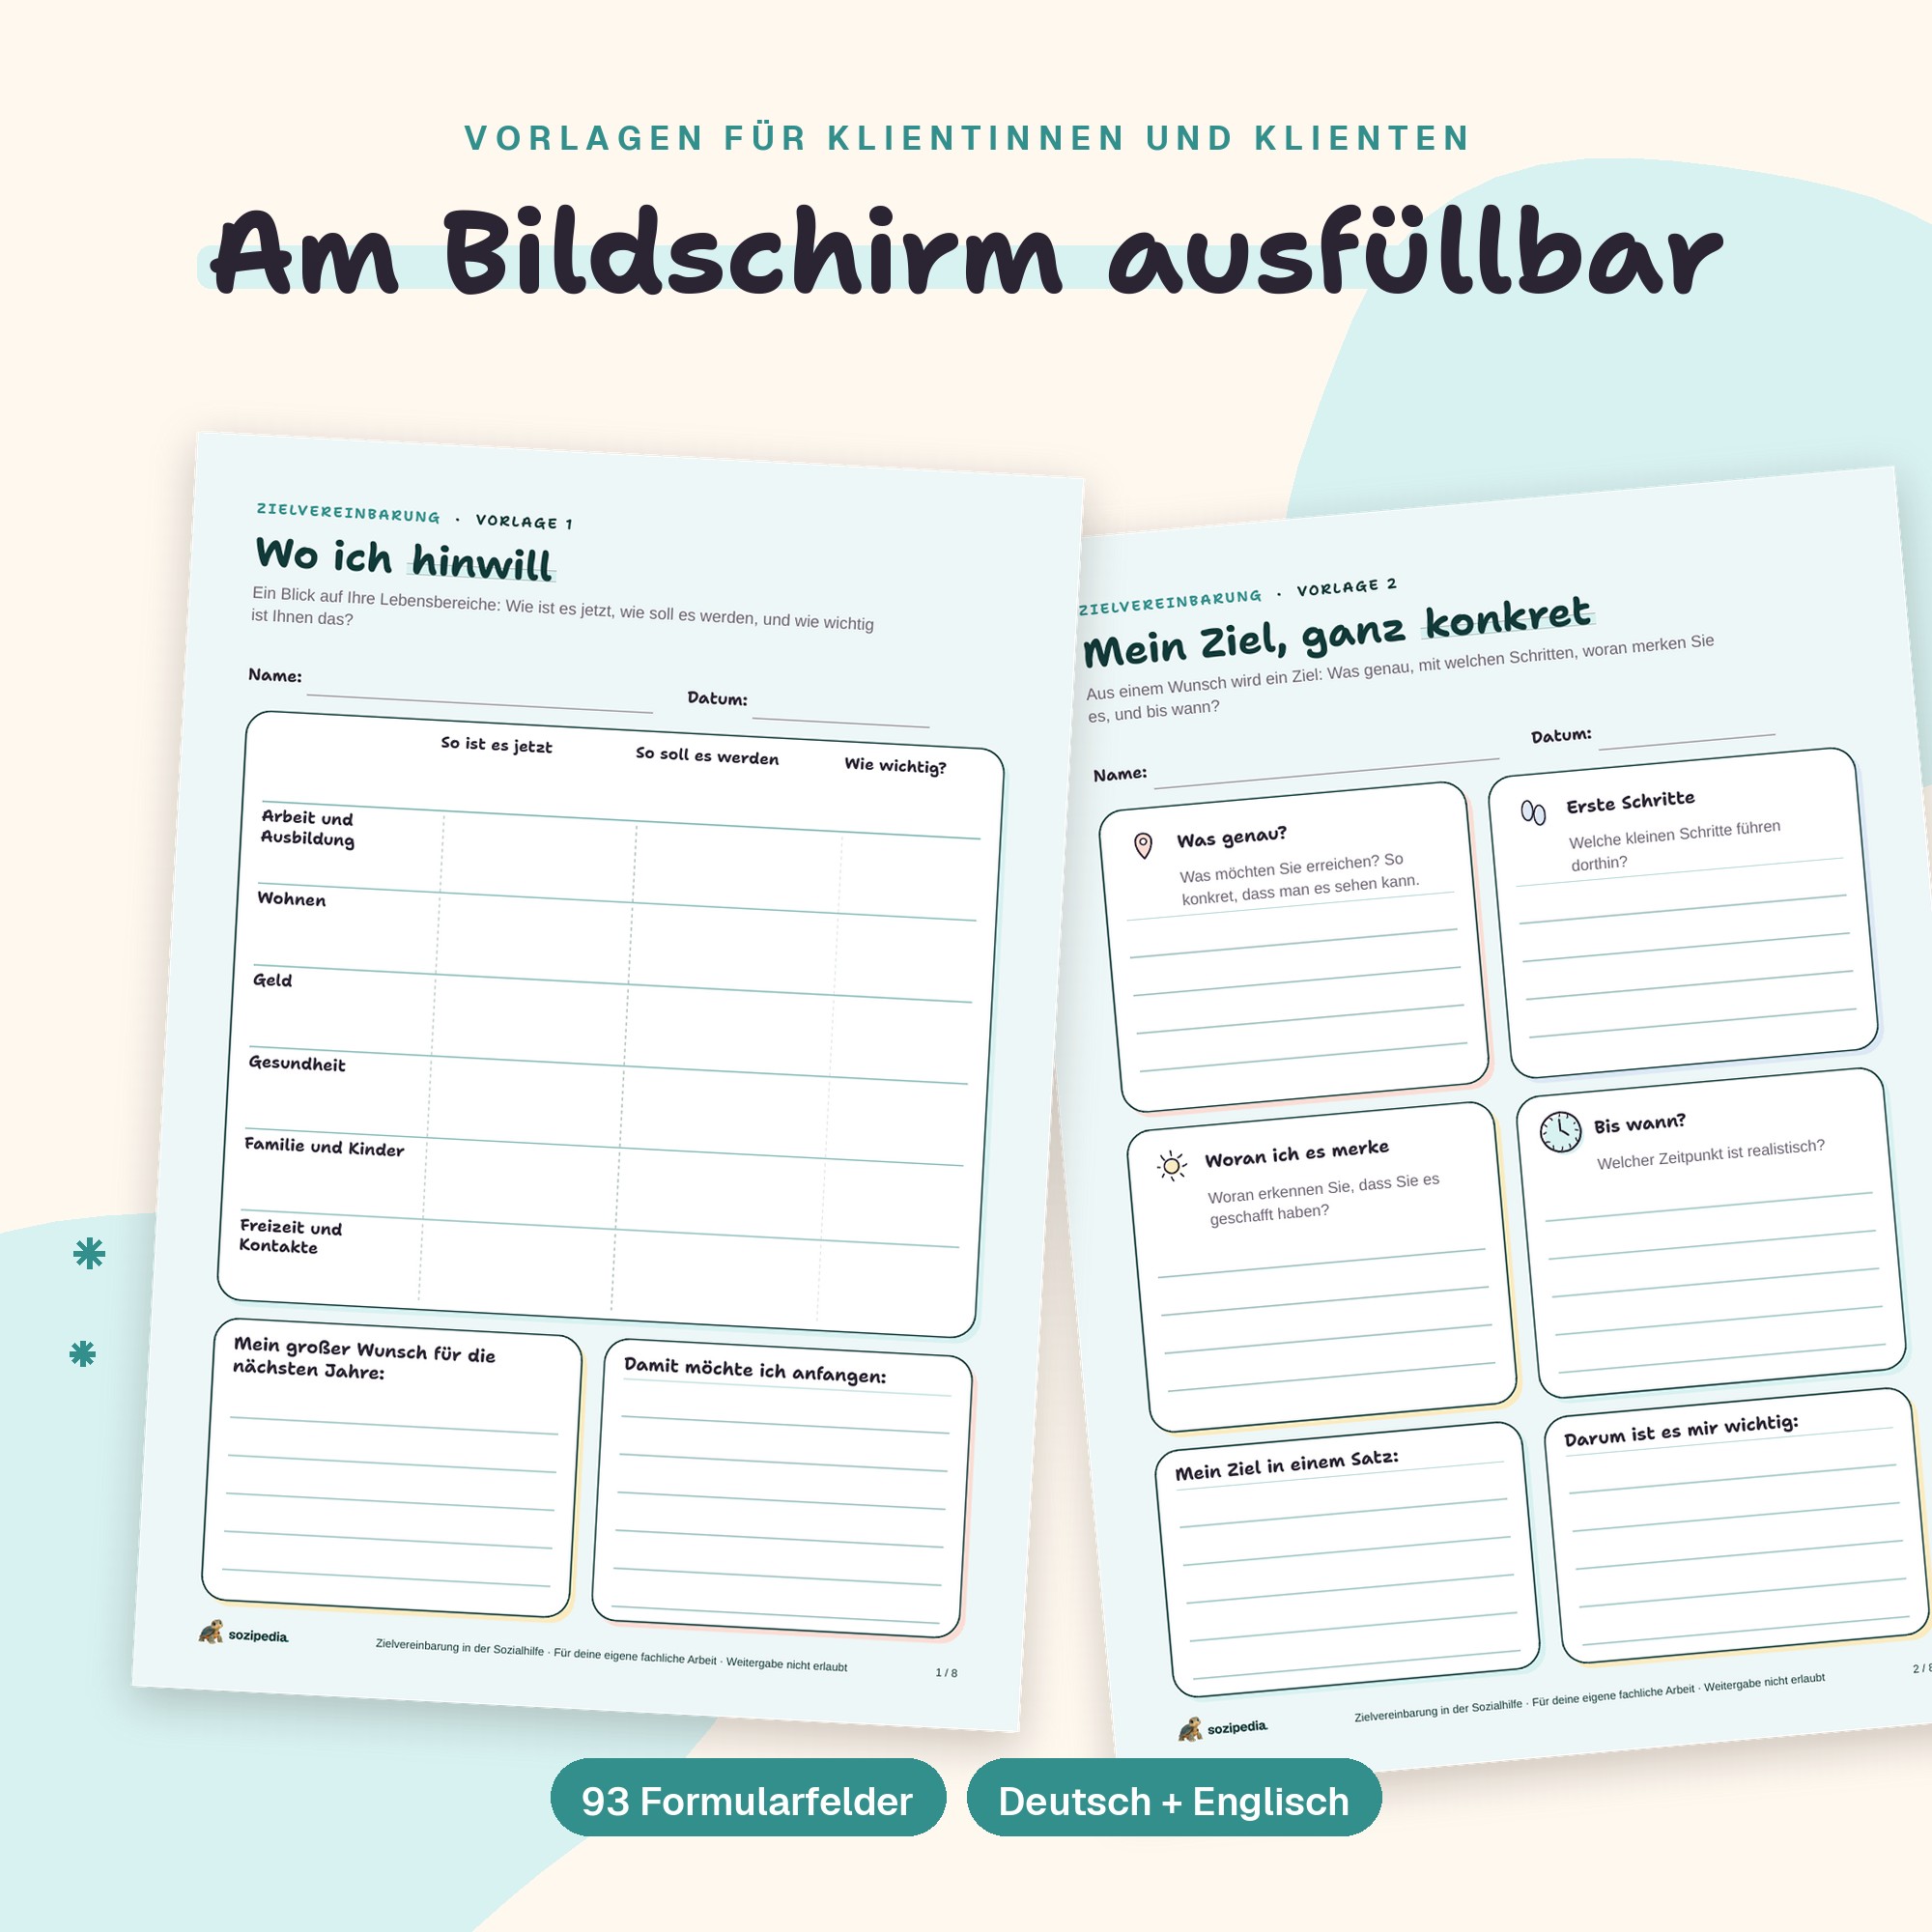 VORLAGEN FÜR KLIENTINNEN UND KLIENTEN
Am Bildschirm ausfüllbar
ZIELVEREINBARUNG · VORLAGE 1
Wo ich hinwill
Ein Blick auf Ihre Lebensbereiche: Wie ist es jetzt, wie soll es werden, und wie wichtig
ist Ihnen das?
Name:
Datum:
So ist es jetzt
So soll es werden
Wie wichtig?
Arbeit und
Ausbildung
Wohnen
Geld
Gesundheit
Familie und Kinder
Freizeit und
Kontakte
Mein großer Wunsch für die
nächsten Jahre:
Damit möchte ich anfangen:
sozipedia.
Zielvereinbarung in der Sozialhilfe · Für deine eigene fachliche Arbeit · Weitergabe nicht erlaubt
1 / 8
ZIELVEREINBARUNG · VORLAGE 2
Mein Ziel, ganz konkret
Aus einem Wunsch wird ein Ziel: Was genau, mit welchen Schritten, woran merken Sie
es, und bis wann?
Name:
Datum:
Was genau?
Was möchten Sie erreichen? So
konkret, dass man es sehen kann.
Erste Schritte
Welche kleinen Schritte führen
dorthin?
Woran ich es merke
Woran erkennen Sie, dass Sie es
geschafft haben?
Bis wann?
Welcher Zeitpunkt ist realistisch?
Mein Ziel in einem Satz:
Darum ist es mir wichtig:
sozipedia.
Zielvereinbarung in der Sozialhilfe · Für deine eigene fachliche Arbeit · Weitergabe nicht erlaubt
2 / 8
93 Formularfelder
Deutsch + Englisch